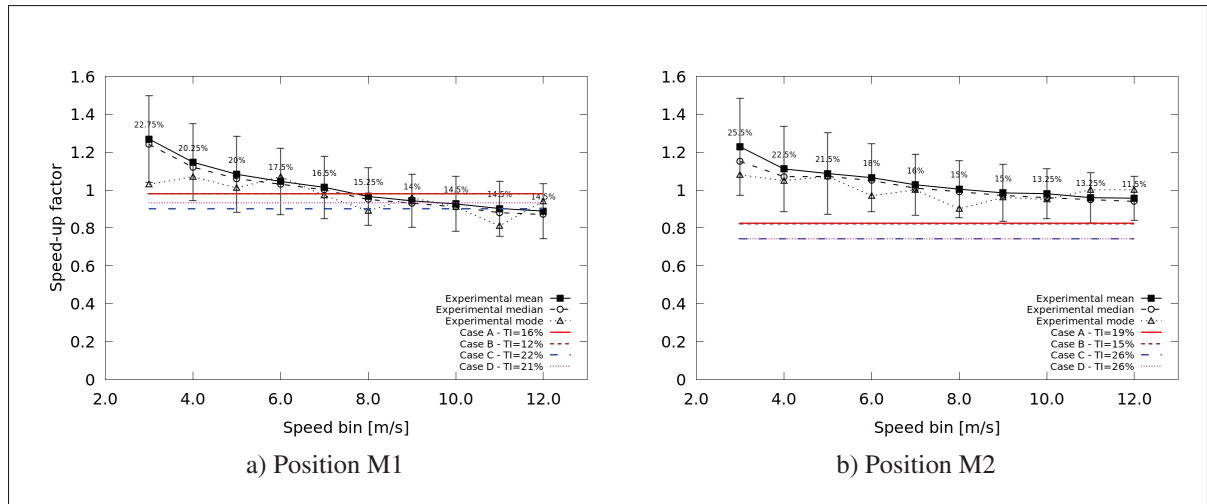 1.6
1.4
1.2
1
0.8
0.6
0.4
0.2
0
Speed-up factor
22.75%
20.25%
20%
17.5%
16.5%
15.25%
14%
14.5%
14.5%
14.5%
Experimental mean
Experimental median
Experimental mode
Case A - TI=16%
Case B - TI=12%
Case C - TI=22%
Case D - TI=21%
2.0 4.0 6.0 8.0 10.0 12.0
Speed bin [m/s]
a) Position M1
1.6
1.4
1.2
1
0.8
0.6
0.4
0.2
0
25.5%
22.5%
21.5%
18%
16%
15%
15%
13.25%
13.25%
11.5%
Experimental mean
Experimental median
Experimental mode
Case A - TI=19%
Case B - TI=15%
Case C - TI=26%
Case D - TI=26%
2.0 4.0 6.0 8.0 10.0 12.0
Speed bin [m/s]
b) Position M2